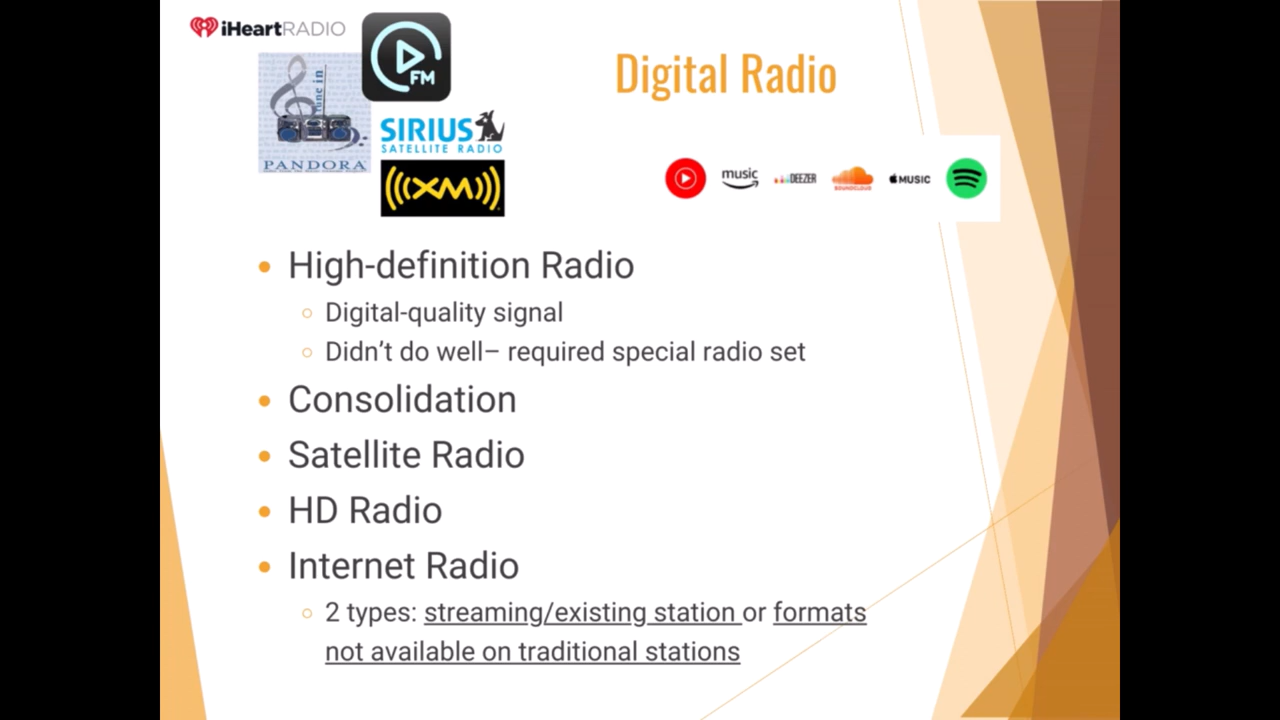 iHeartRADIO
FM
Digital Radio
tune in
PANDORA
SIRIUS
SATELLITE RADIO
((( XM )))
music
DEEZER
SOUNDCLOUD
MUSIC
• High-definition Radio
○ Digital-quality signal
○ Didn't do well– required special radio set
• Consolidation
• Satellite Radio
• HD Radio
• Internet Radio
○ 2 types: streaming/existing station or formats
not available on traditional stations